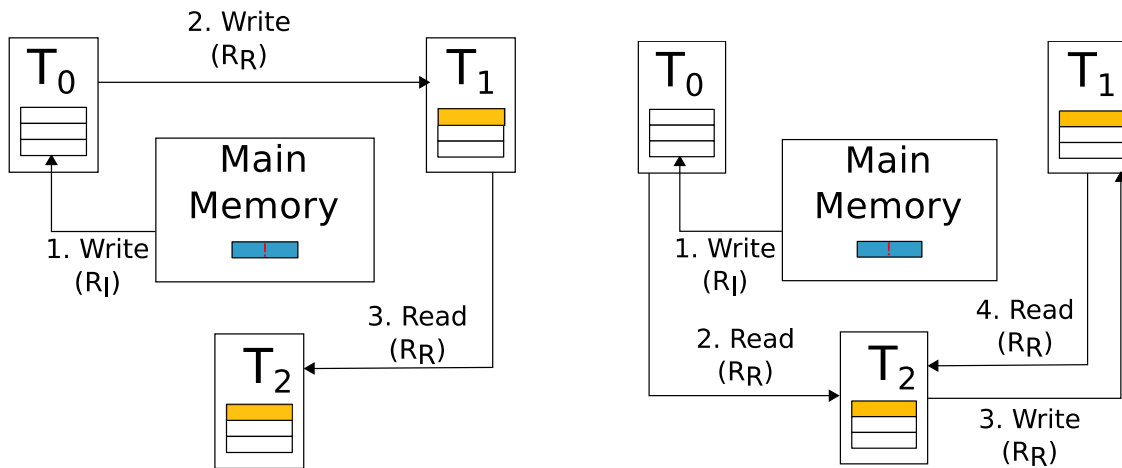 2. Write
(RR)
T0
T1
Main
Memory
!
1. Write
(RI)
3. Read
(RR)
T2
T0
T1
Main
Memory
!
1. Write
(RI)
2. Read
(RR)
4. Read
(RR)
T2
3. Write
(RR)